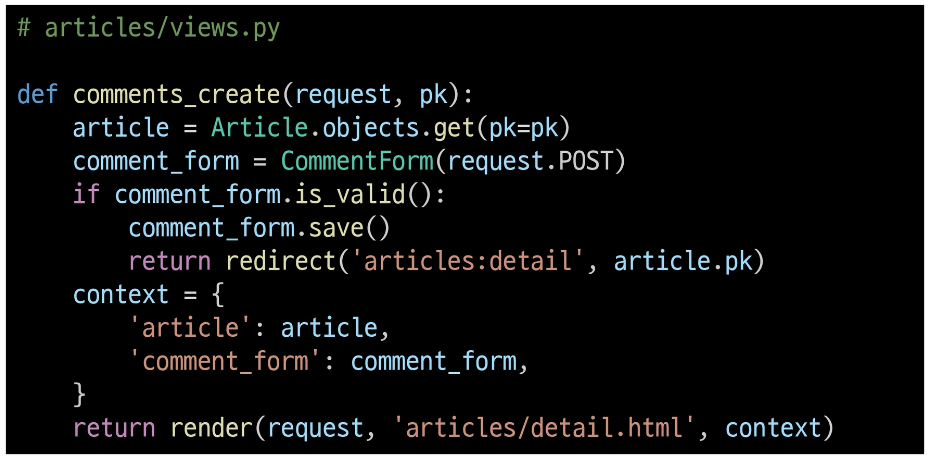 # articles/views.py
def comments_create(request, pk):
    article = Article.objects.get(pk=pk)
    comment_form = CommentForm(request.POST)
    if comment_form.is_valid():
        comment_form.save()
        return redirect('articles:detail', article.pk)
    context = {
        'article': article,
        'comment_form': comment_form,
    }
    return render(request, 'articles/detail.html', context)